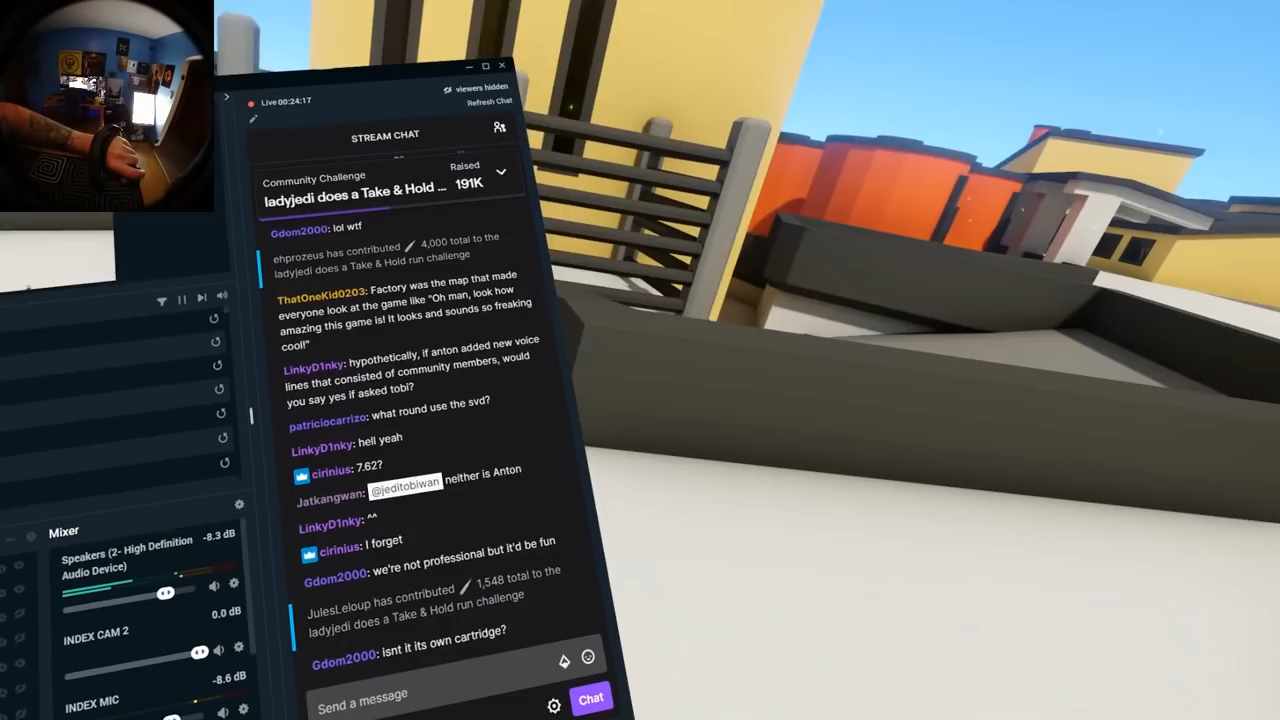 Live 00:24:17
viewers hidden
Refresh Chat
STREAM CHAT
Community Challenge
Raised
ladyjedi does a Take & Hold ...
191K
Gdom2000: lol wtf
ehprozeus has contributed 4,000 total to the
ladyjedi does a Take & Hold run challenge
ThatOneKid0203: Factory was the map that made
everyone look at the game like "Oh man, look how
amazing this game is! It looks and sounds so freaking
cool!"
LinkyD1nky: hypothetically, if anton added new voice
lines that consisted of community members, would
you say yes if asked tobi?
patriciocarrizo: what round use the svd?
LinkyD1nky: hell yeah
cirinius: 7.62?
Jatkangwan: @jeditobiwan neither is Anton
LinkyD1nky: ^^
cirinius: I forget
Gdom2000: we're not professional but it'd be fun
JulesLeloup has contributed 1,548 total to the
ladyjedi does a Take & Hold run challenge
Gdom2000: isnt it its own cartridge?
Send a message
Chat
Mixer
Speakers (2- High Definition
Audio Device)
-8.3 dB
INDEX CAM 2
0.0 dB
INDEX MIC
-8.6 dB